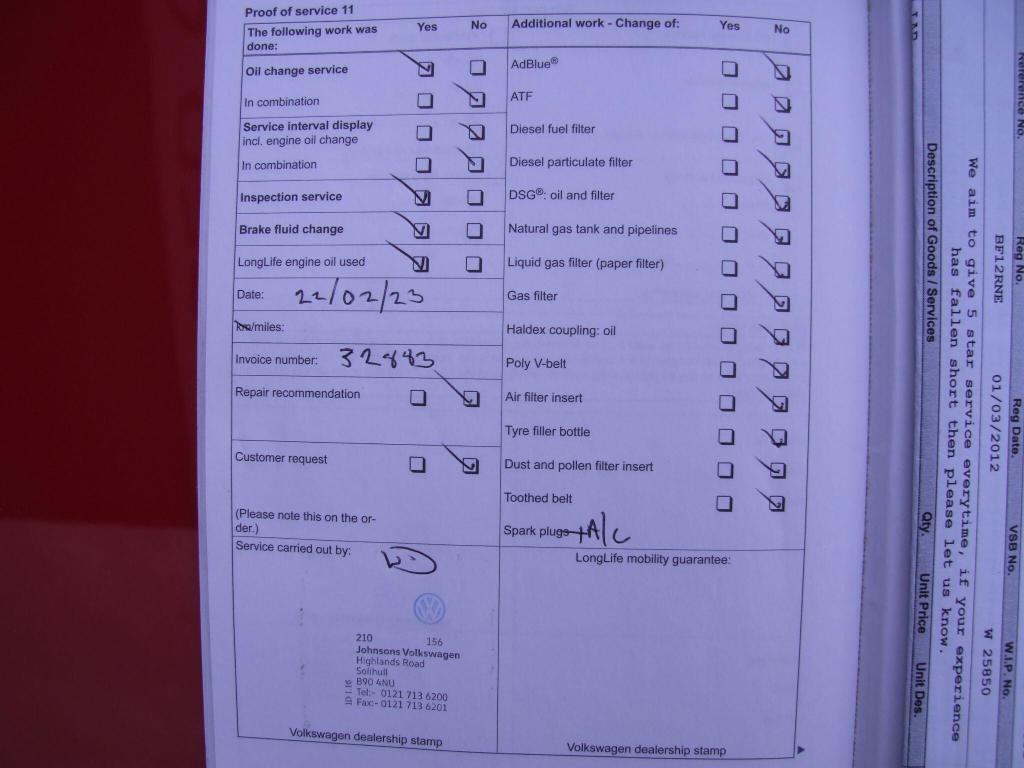 Proof of service 11
The following work was done: Yes No
Oil change service
In combination
Service interval display
incl. engine oil change
In combination
Inspection service
Brake fluid change
LongLife engine oil used
Date: 22/02/23
km/miles:
Invoice number: 32883
Repair recommendation
Customer request
(Please note this on the or-
der.)
Service carried out by:
210 156
Johnsons Volkswagen
Highlands Road
Solihull
B90 4NU
Tel:- 0121 713 6200
Fax:- 0121 713 6201
Volkswagen dealership stamp
Additional work - Change of: Yes No
AdBlue®
ATF
Diesel fuel filter
Diesel particulate filter
DSG®: oil and filter
Natural gas tank and pipelines
Liquid gas filter (paper filter)
Gas filter
Haldex coupling: oil
Poly V-belt
Air filter insert
Tyre filler bottle
Dust and pollen filter insert
Toothed belt
Spark plugs + A/C
LongLife mobility guarantee:
Volkswagen dealership stamp
Reference No. Reg No. Reg Date. VSB No. W.I.P. No.
BF12RNE 01/03/2012 W 25850
We aim to give 5 star service everytime, if your experience
has fallen short then please let us know.
Description of Goods / Services Qty. Unit Price Unit Des.